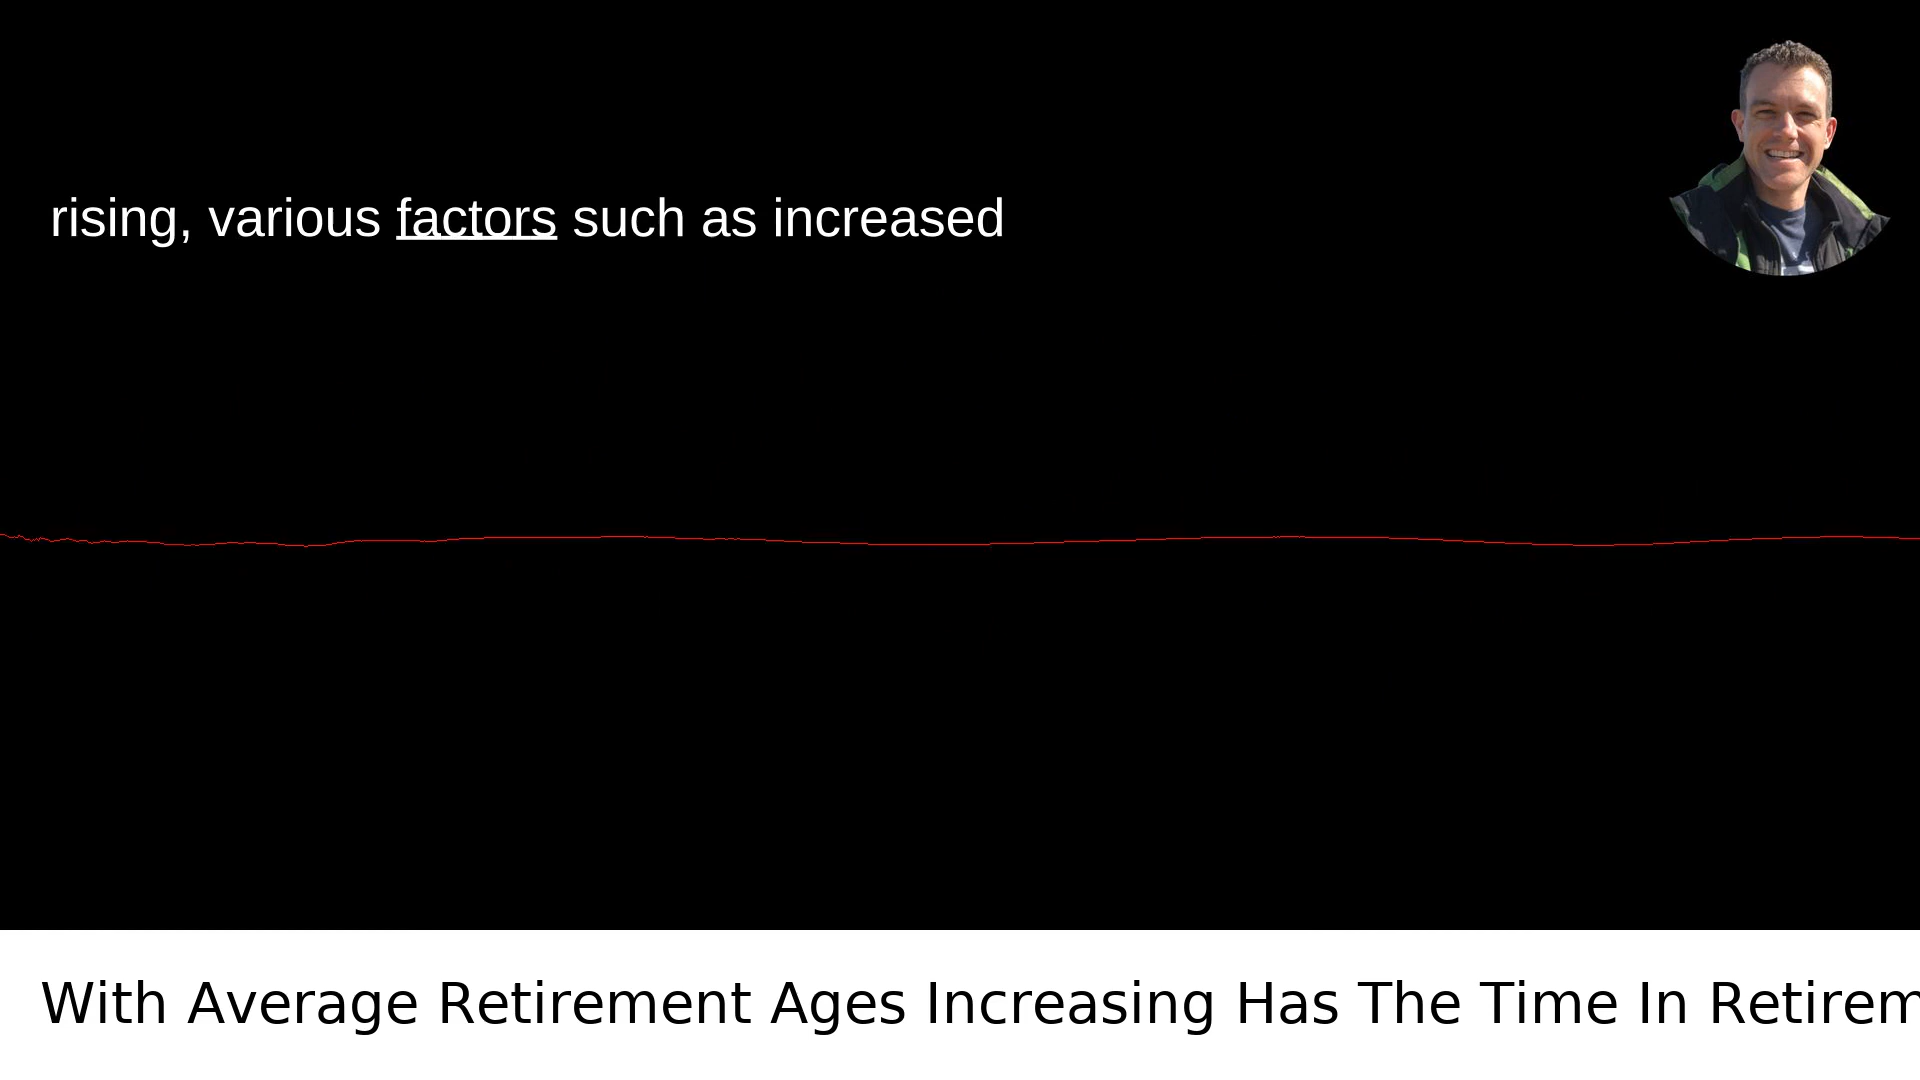 rising, various factors such as increased
With Average Retirement Ages Increasing Has The Time In Retirem